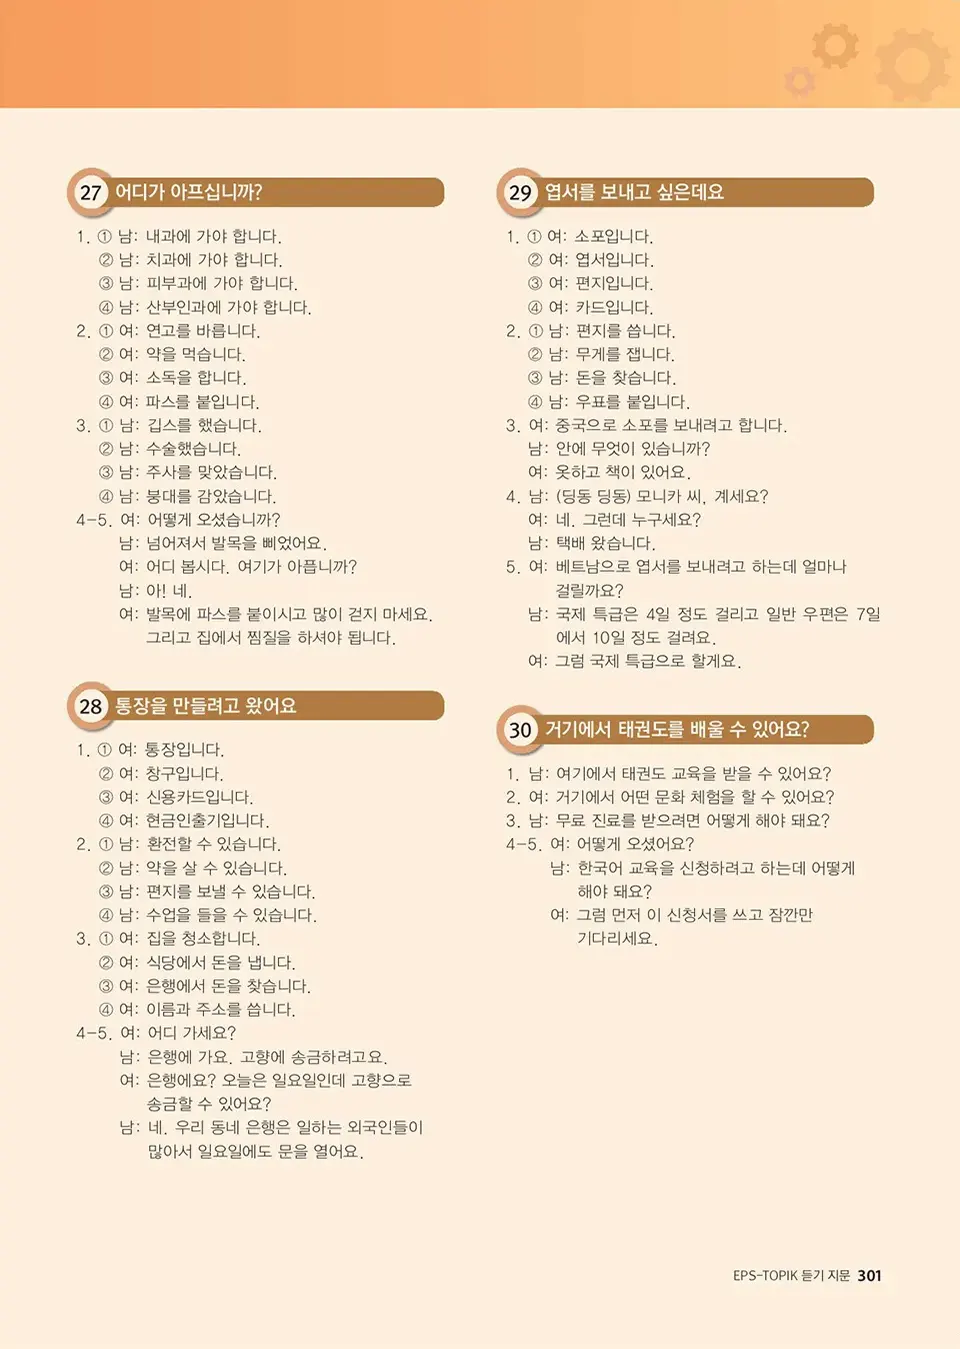 27 어디가 아프십니까?
1. ① 남: 내과에 가야 합니다.
② 남: 치과에 가야 합니다.
③ 남: 피부과에 가야 합니다.
④ 남: 산부인과에 가야 합니다.
2. ① 여: 연고를 바릅니다.
② 여: 약을 먹습니다.
③ 여: 소독을 합니다.
④ 여: 파스를 붙입니다.
3. ① 남: 깁스를 했습니다.
② 남: 수술했습니다.
③ 남: 주사를 맞았습니다.
④ 남: 붕대를 감았습니다.
4-5. 여: 어떻게 오셨습니까?
남: 넘어져서 발목을 삐었어요.
여: 어디 봅시다. 여기가 아픕니까?
남: 아! 네.
여: 발목에 파스를 붙이시고 많이 걷지 마세요.
그리고 집에서 찜질을 하셔야 됩니다.
28 통장을 만들려고 왔어요
1. ① 여: 통장입니다.
② 여: 창구입니다.
③ 여: 신용카드입니다.
④ 여: 현금인출기입니다.
2. ① 남: 환전할 수 있습니다.
② 남: 약을 살 수 있습니다.
③ 남: 편지를 보낼 수 있습니다.
④ 남: 수업을 들을 수 있습니다.
3. ① 여: 집을 청소합니다.
② 여: 식당에서 돈을 냅니다.
③ 여: 은행에서 돈을 찾습니다.
④ 여: 이름과 주소를 씁니다.
4-5. 여: 어디 가세요?
남: 은행에 가요. 고향에 송금하려고요.
여: 은행에요? 오늘은 일요일인데 고향으로
송금할 수 있어요?
남: 네. 우리 동네 은행은 일하는 외국인들이
많아서 일요일에도 문을 열어요.
29 엽서를 보내고 싶은데요
1. ① 여: 소포입니다.
② 여: 엽서입니다.
③ 여: 편지입니다.
④ 여: 카드입니다.
2. ① 남: 편지를 씁니다.
② 남: 무게를 잽니다.
③ 남: 돈을 찾습니다.
④ 남: 우표를 붙입니다.
3. 여: 중국으로 소포를 보내려고 합니다.
남: 안에 무엇이 있습니까?
여: 옷하고 책이 있어요.
4. 남: (딩동 딩동) 모니카 씨, 계세요?
여: 네. 그런데 누구세요?
남: 택배 왔습니다.
5. 여: 베트남으로 엽서를 보내려고 하는데 얼마나
걸릴까요?
남: 국제 특급은 4일 정도 걸리고 일반 우편은 7일
에서 10일 정도 걸려요.
여: 그럼 국제 특급으로 할게요.
30 거기에서 태권도를 배울 수 있어요?
1. 남: 여기에서 태권도 교육을 받을 수 있어요?
2. 여: 거기에서 어떤 문화 체험을 할 수 있어요?
3. 남: 무료 진료를 받으려면 어떻게 해야 돼요?
4-5. 여: 어떻게 오셨어요?
남: 한국어 교육을 신청하려고 하는데 어떻게
해야 돼요?
여: 그럼 먼저 이 신청서를 쓰고 잠깐만
기다리세요.
EPS-TOPIK 듣기 지문 301